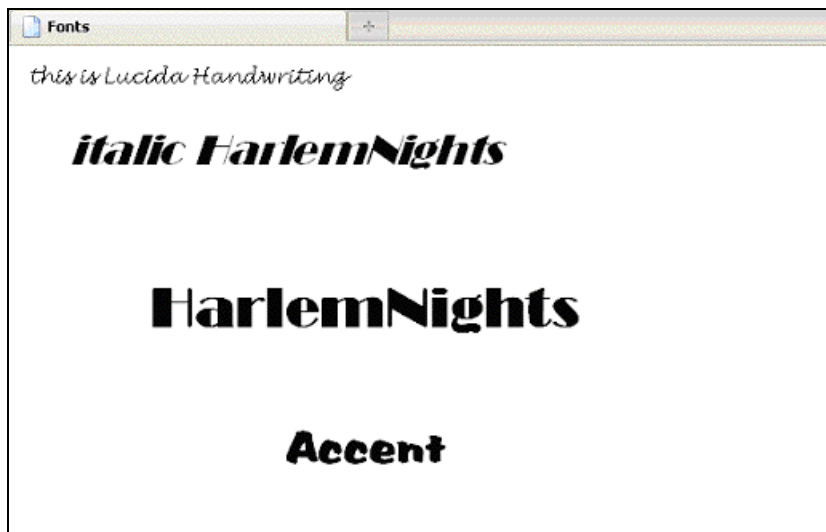 Fonts
this is Lucida Handwriting
italic HarlemNights
HarlemNights
Accent